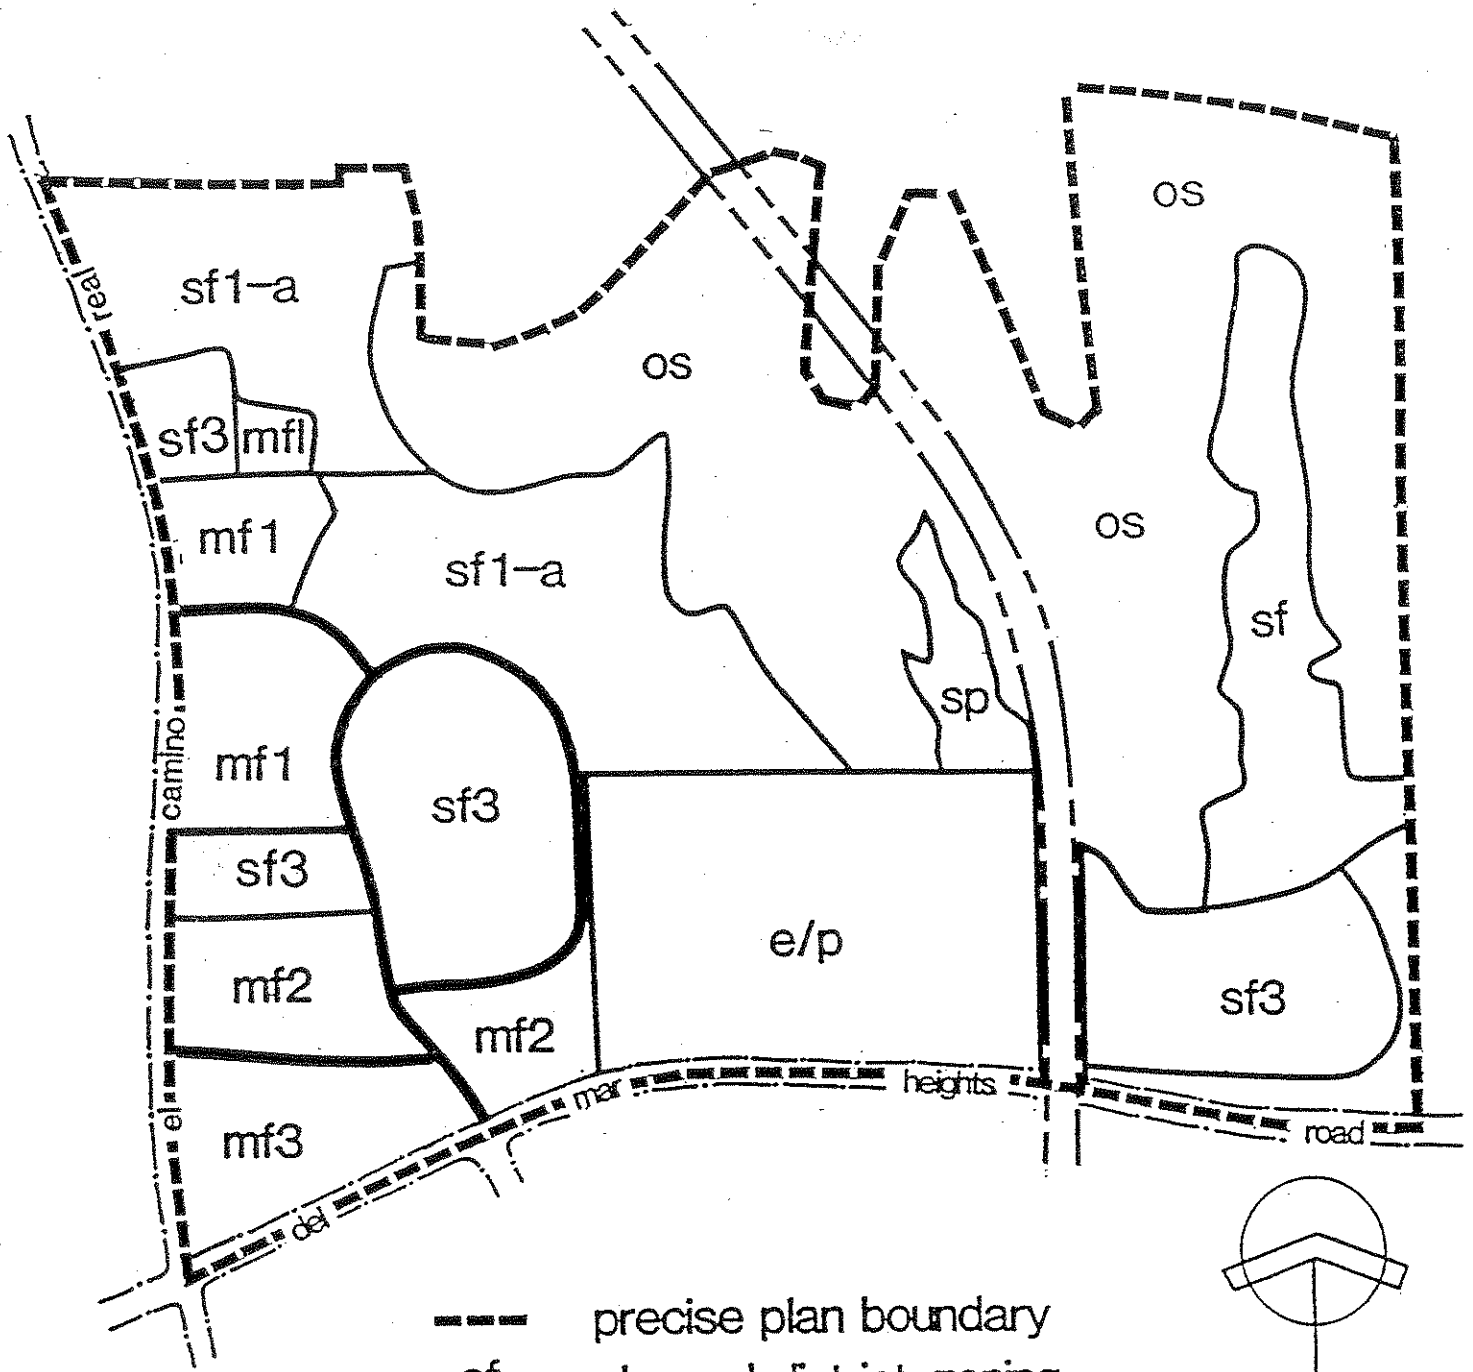 os
real
sf1-a
os
sf3
mfl
os
mf1
sf1-a
sf
sp
camino
mf1
sf3
sf3
e/p
mf2
sf3
mf2
mar
heights
el
mf3
road
del
precise plan boundary